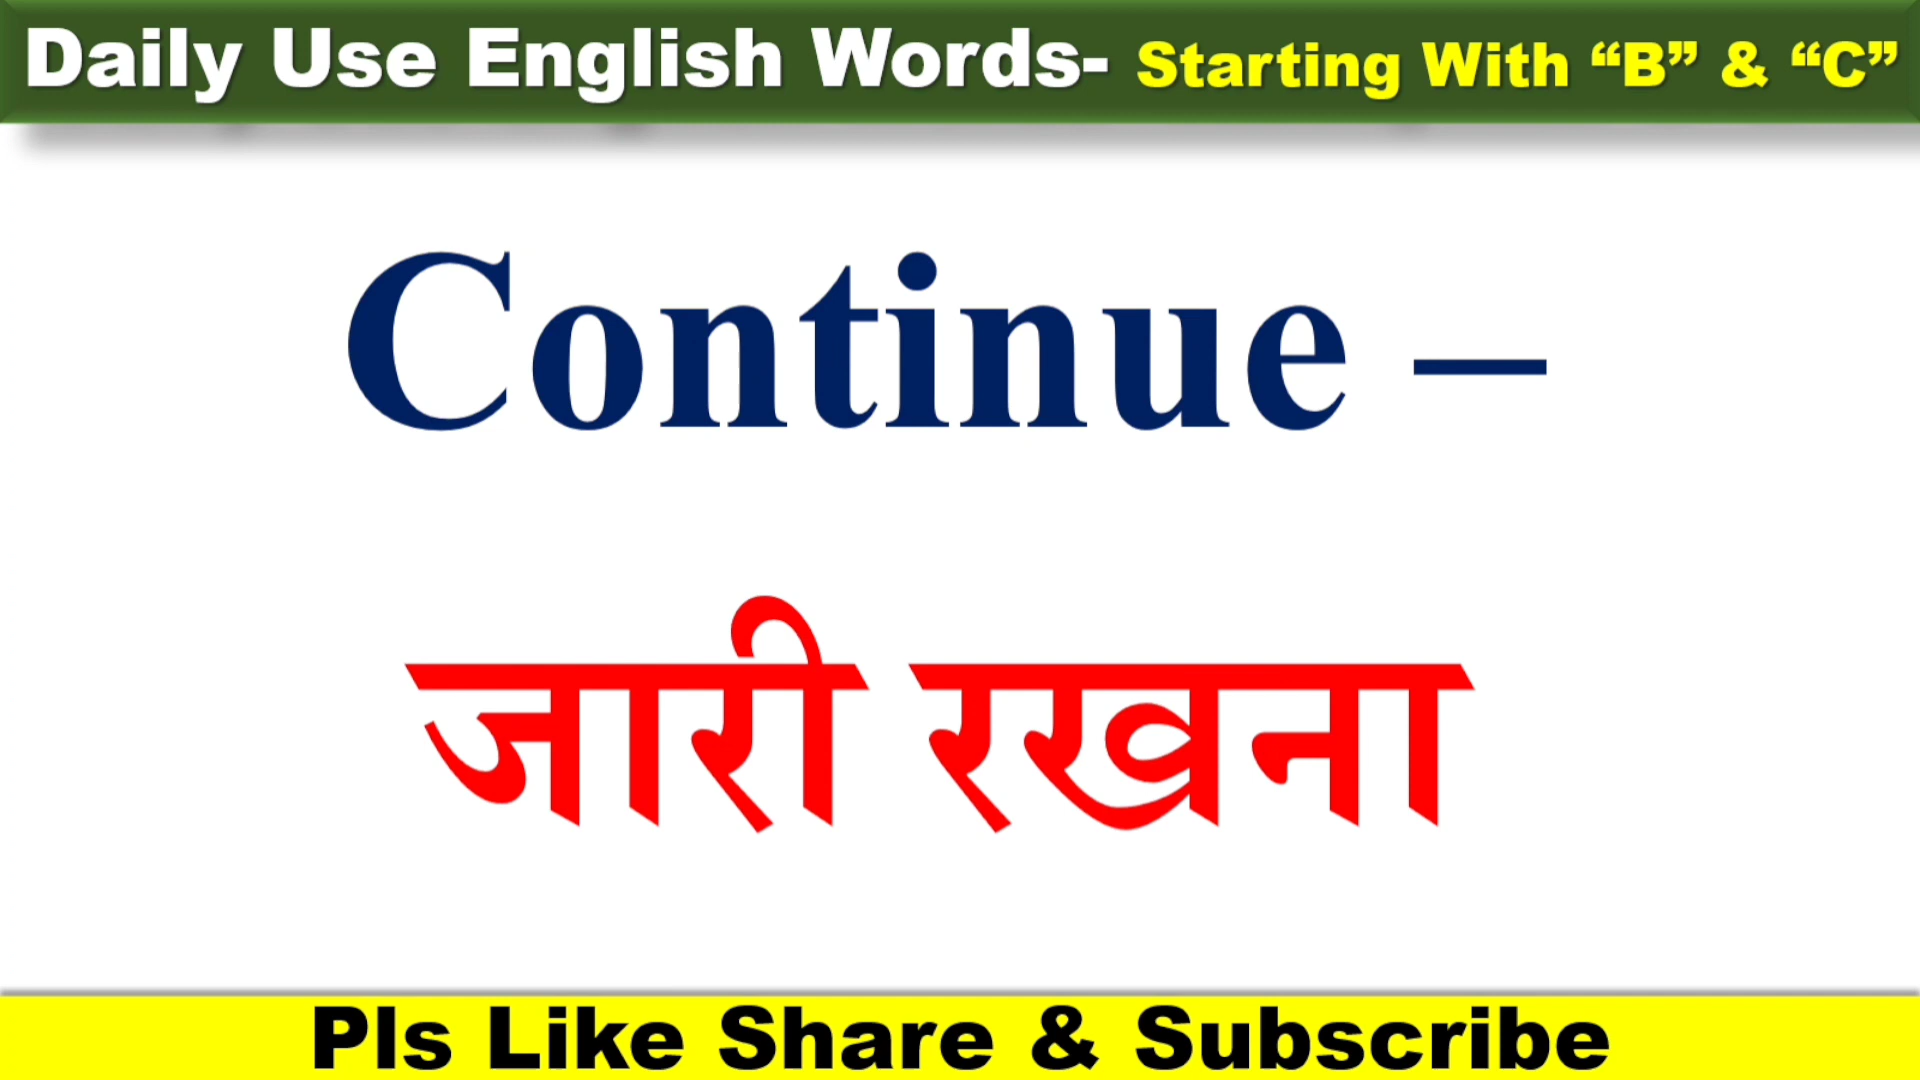 Daily Use English Words- Starting With “B” & “C”
Continue –
जारी रखना
Pls Like Share & Subscribe